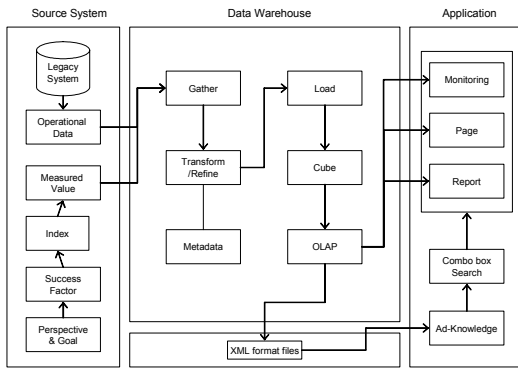 Source System
Data Warehouse
Application
Legacy
System
Operational
Data
Measured
Value
Index
Success
Factor
Perspective
& Goal
Gather
Transform
/Refine
Metadata
Load
Cube
OLAP
XML format files
Monitoring
Page
Report
Combo box
Search
Ad-Knowledge